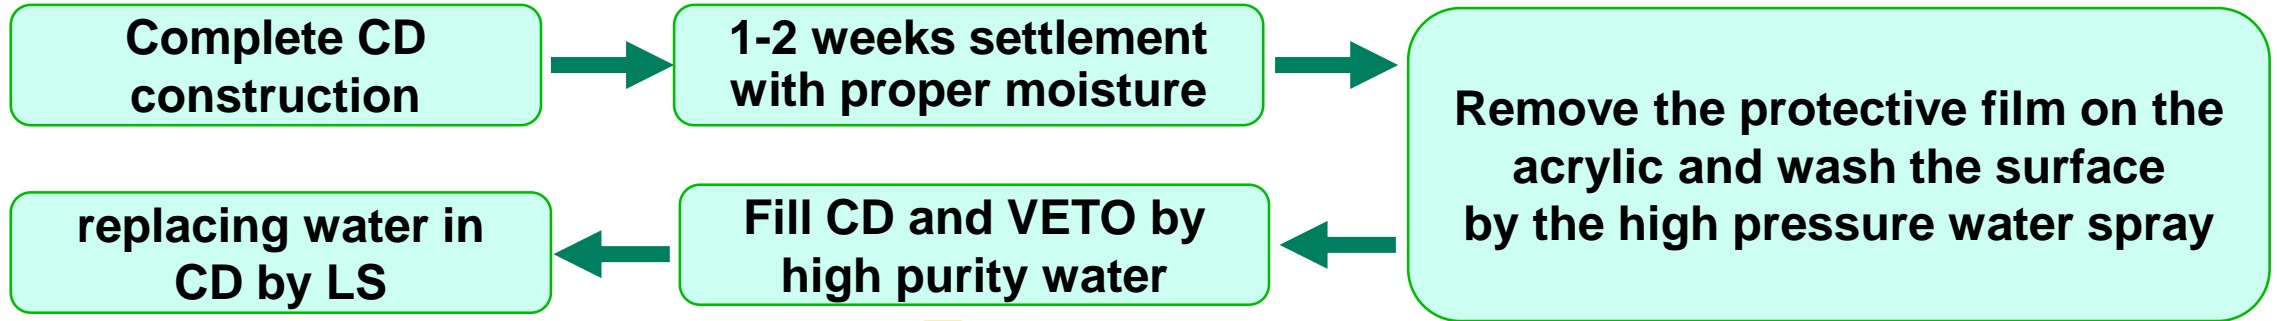 Complete CD
construction
1-2 weeks settlement
with proper moisture
Remove the protective film on the
acrylic and wash the surface
by the high pressure water spray
Fill CD and VETO by
high purity water
replacing water in
CD by LS